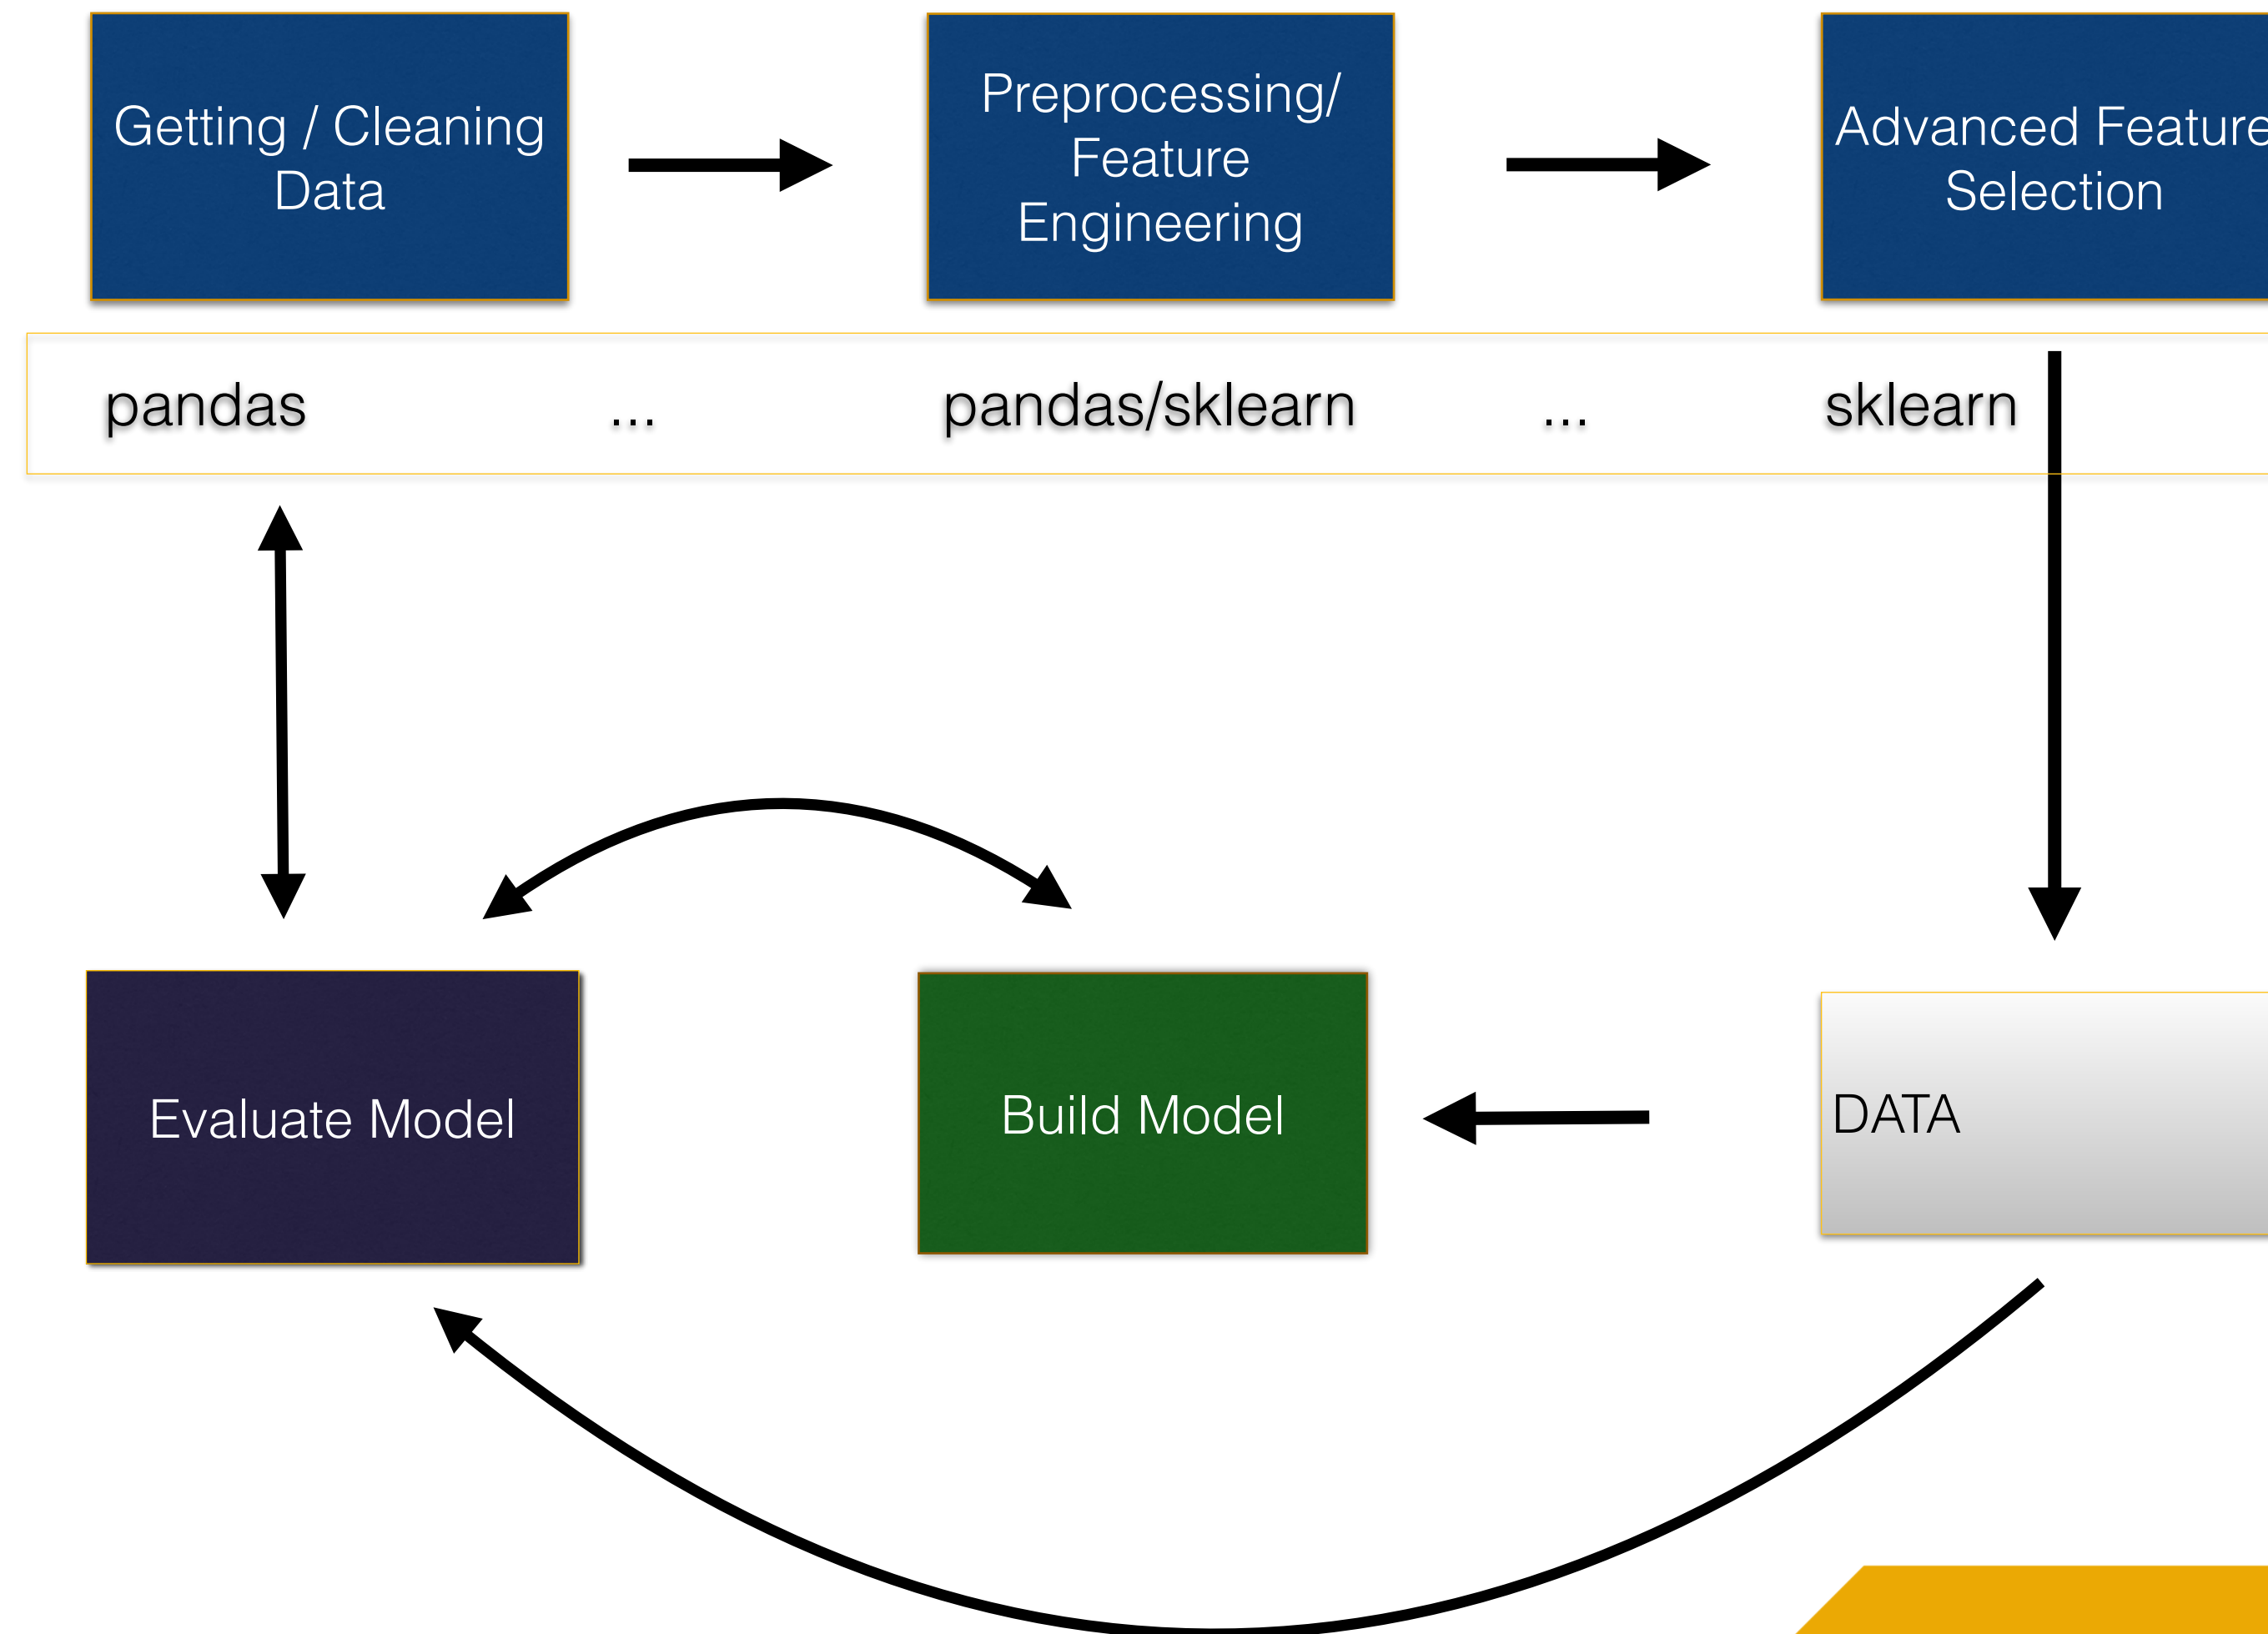 Getting / Cleaning
Data
Preprocessing/
Feature
Engineering
Advanced Feature
Selection
pandas ... pandas/sklearn ... sklearn
Evaluate Model
Build Model
DATA